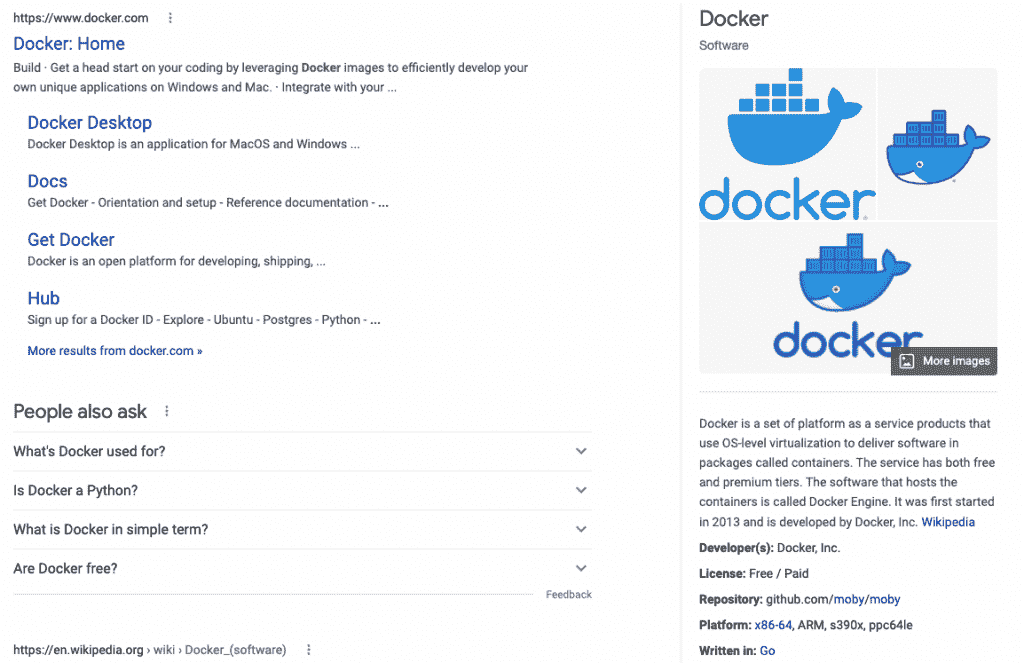 https://www.docker.com
Docker: Home
Build · Get a head start on your coding by leveraging Docker images to efficiently develop your
own unique applications on Windows and Mac. · Integrate with your ...
Docker Desktop
Docker Desktop is an application for MacOS and Windows ...
Docs
Get Docker - Orientation and setup - Reference documentation - ...
Get Docker
Docker is an open platform for developing, shipping, ...
Hub
Sign up for a Docker ID - Explore - Ubuntu - Postgres - Python - ...
More results from docker.com »
People also ask
What's Docker used for?
Is Docker a Python?
What is Docker in simple term?
Are Docker free?
Feedback
https://en.wikipedia.org › wiki › Docker_(software)
Docker
Software
docker
docker
More images
Docker is a set of platform as a service products that
use OS-level virtualization to deliver software in
packages called containers. The service has both free
and premium tiers. The software that hosts the
containers is called Docker Engine. It was first started
in 2013 and is developed by Docker, Inc. Wikipedia
Developer(s): Docker, Inc.
License: Free / Paid
Repository: github.com/moby/moby
Platform: x86-64, ARM, s390x, ppc64le
Written in: Go